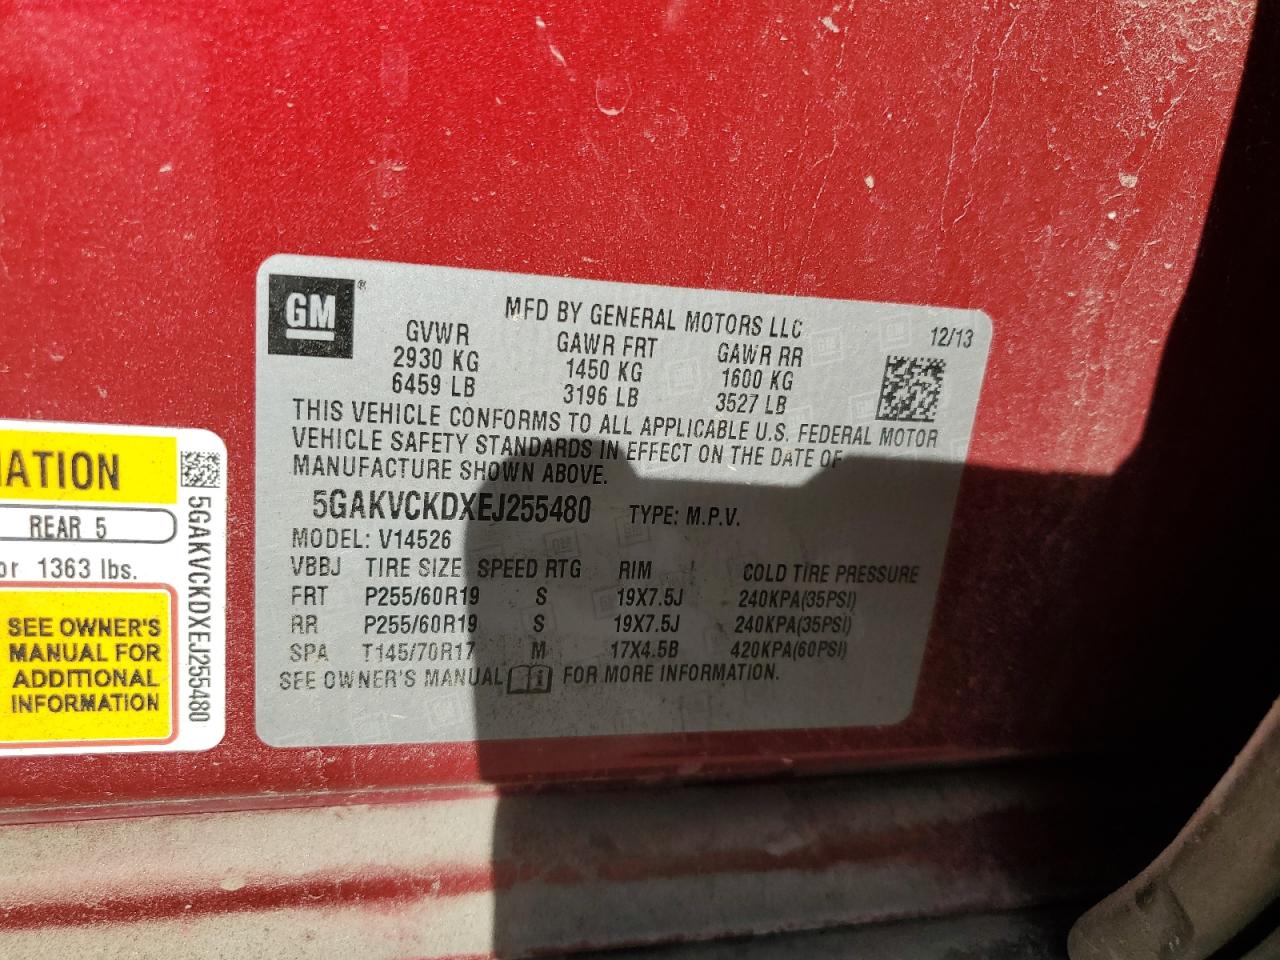 GM ®
MFD BY GENERAL MOTORS LLC
12/13
GVWR GAWR FRT GAWR RR
2930 KG 1450 KG 1600 KG
6459 LB 3196 LB 3527 LB
THIS VEHICLE CONFORMS TO ALL APPLICABLE U.S. FEDERAL MOTOR
VEHICLE SAFETY STANDARDS IN EFFECT ON THE DATE OF
MANUFACTURE SHOWN ABOVE.
5GAKVCKDXEJ255480 TYPE: M.P.V.
MODEL: V14526
VBBJ TIRE SIZE SPEED RTG RIM COLD TIRE PRESSURE
FRT P255/60R19 S 19X7.5J 240KPA(35PSI)
RR P255/60R19 S 19X7.5J 240KPA(35PSI)
SPA T145/70R17 M 17X4.5B 420KPA(60PSI)
SEE OWNER'S MANUAL FOR MORE INFORMATION.
MATION
REAR 5
or 1363 lbs.
SEE OWNER'S
MANUAL FOR
ADDITIONAL
INFORMATION
5GAKVCKDXEJ255480